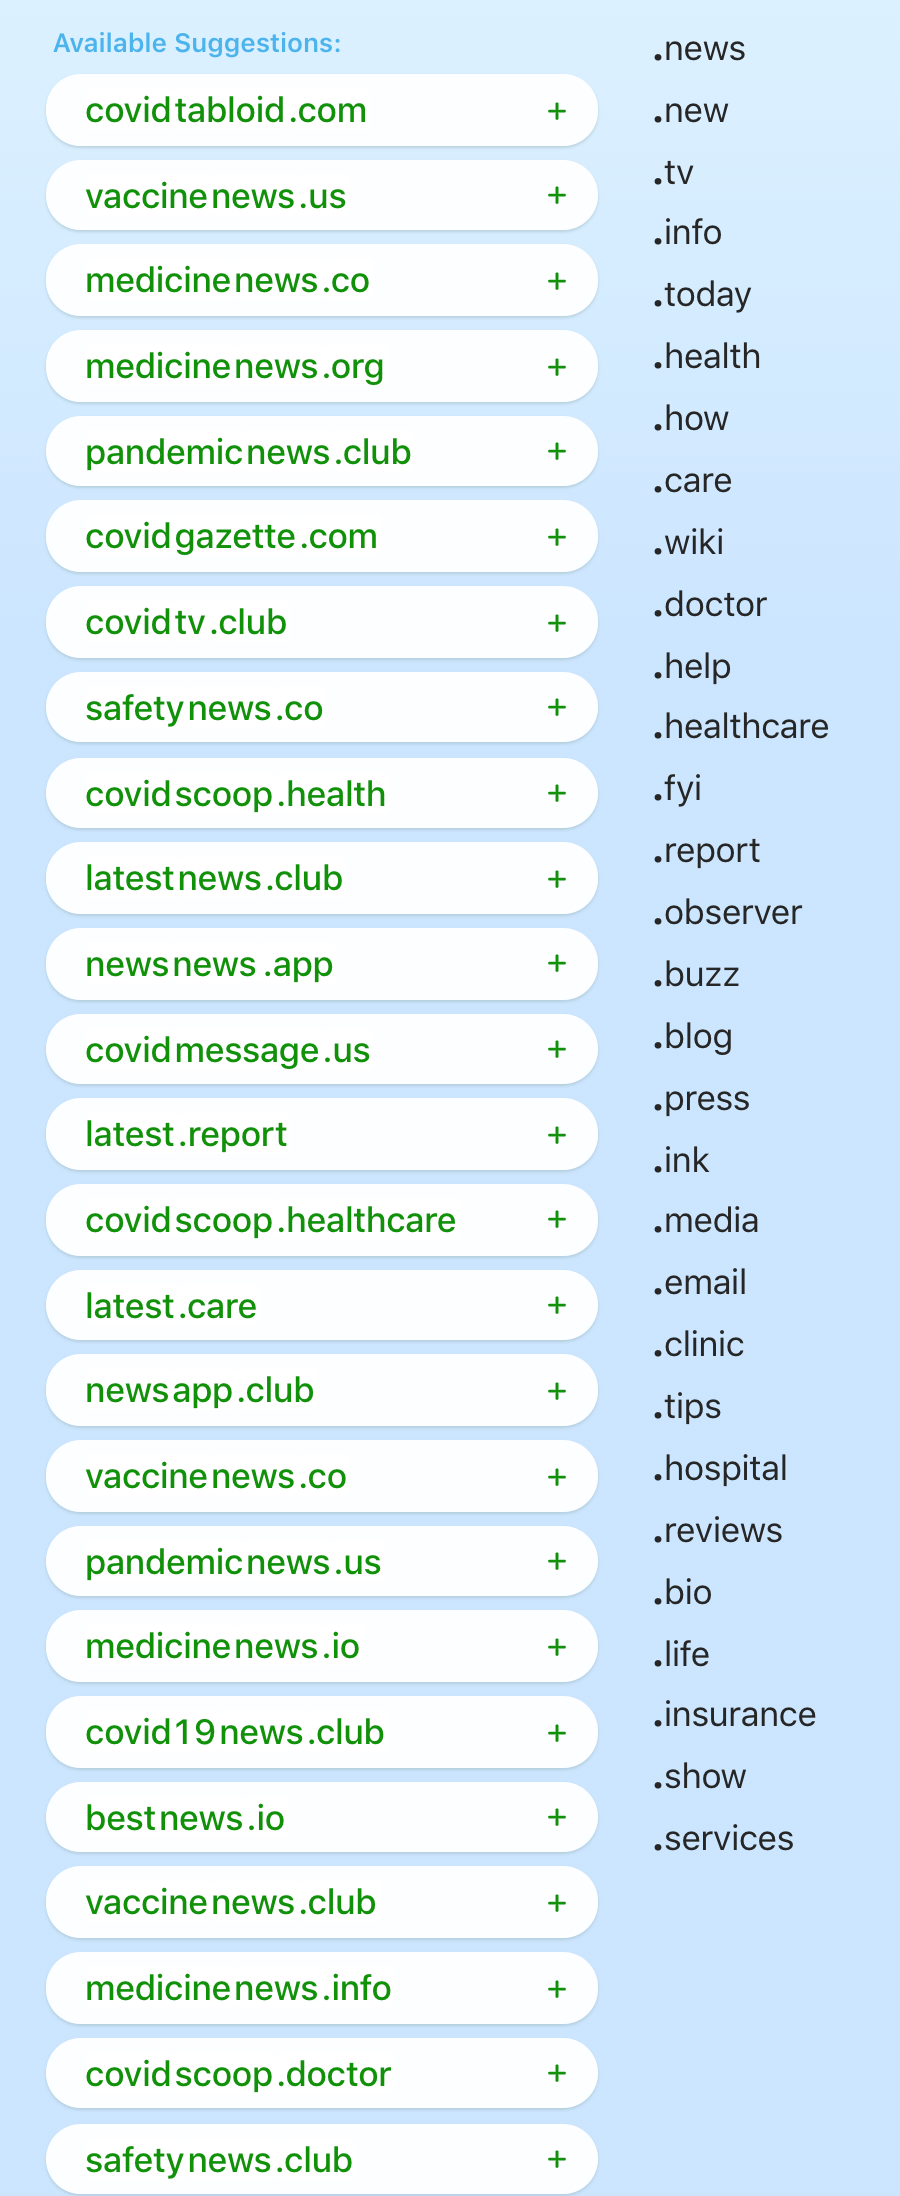 Available Suggestions:
covidtabloid.com +
vaccinenews.us +
medicinenews.co +
medicinenews.org +
pandemicnews.club +
covidgazette.com +
covidtv.club +
safetynews.co +
covidscoop.health +
latestnews.club +
newsnews.app +
covidmessage.us +
latest.report +
covidscoop.healthcare +
latest.care +
newsapp.club +
vaccinenews.co +
pandemicnews.us +
medicinenews.io +
covid19news.club +
bestnews.io +
vaccinenews.club +
medicinenews.info +
covidscoop.doctor +
safetynews.club +
.news
.new
.tv
.info
.today
.health
.how
.care
.wiki
.doctor
.help
.healthcare
.fyi
.report
.observer
.buzz
.blog
.press
.ink
.media
.email
.clinic
.tips
.hospital
.reviews
.bio
.life
.insurance
.show
.services